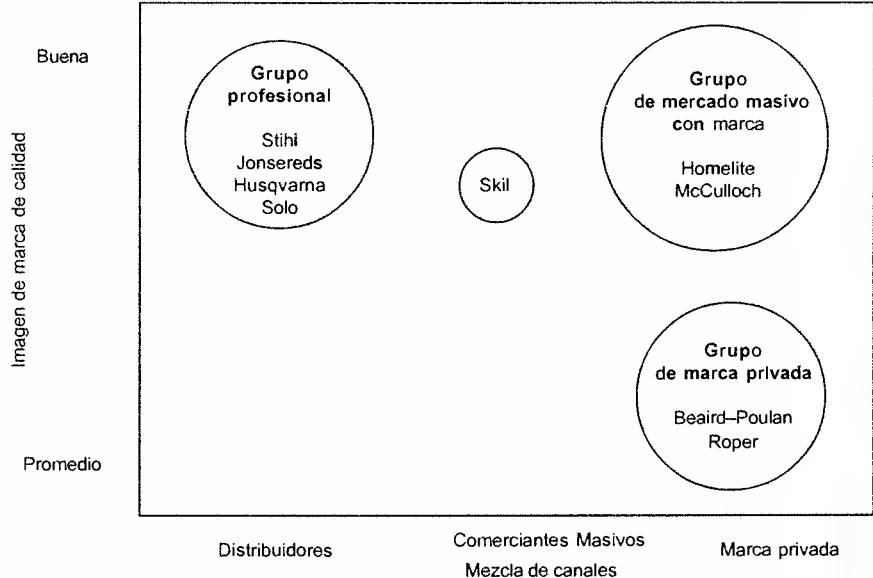 Buena
Imagen de marca de calidad
Promedio
Grupo
profesional
Stihl
Jonsereds
Husqvarna
Solo
Skil
Grupo
de mercado masivo
con marca
Homelite
McCulloch
Grupo
de marca privada
Beaird–Poulan
Roper
Distribuidores
Comerciantes Masivos
Marca privada
Mezcla de canales